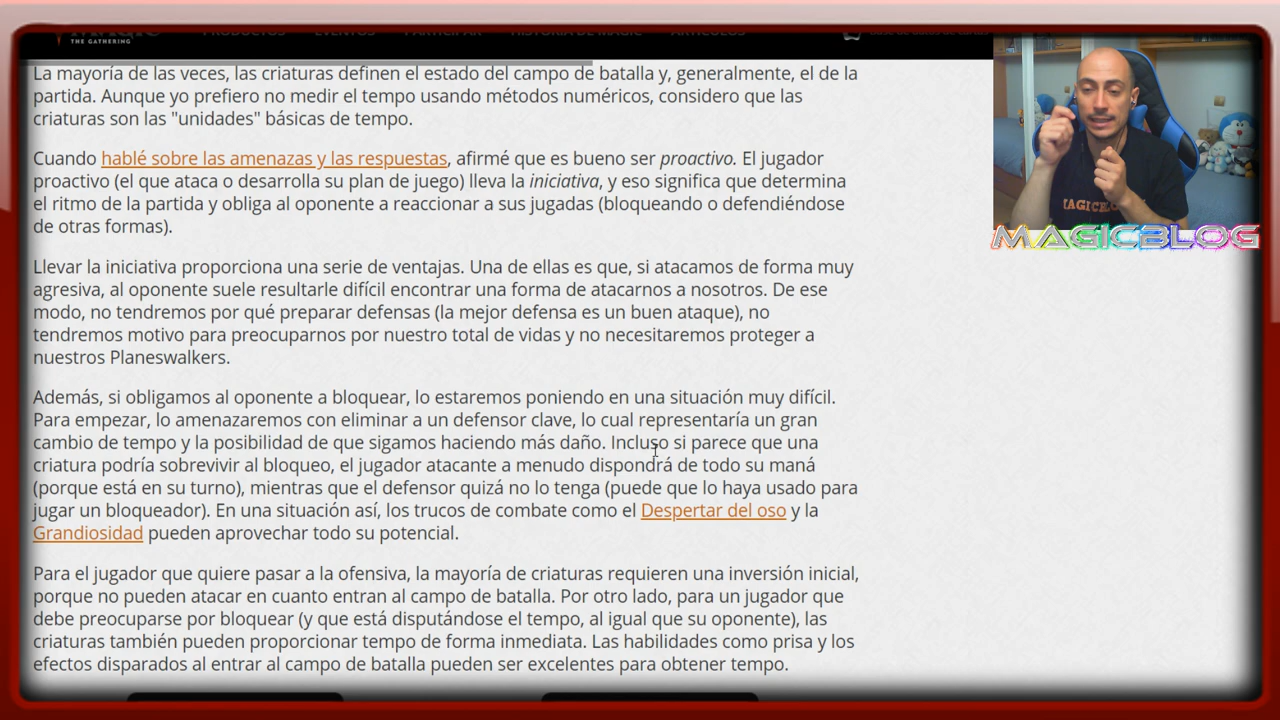 THE GATHERING
PRODUCTOS EVENTOS PARTICIPAR HISTORIA DE MAGIC ARTÍCULOS
La mayoría de las veces, las criaturas definen el estado del campo de batalla y, generalmente, el de la
partida. Aunque yo prefiero no medir el tempo usando métodos numéricos, considero que las
criaturas son las "unidades" básicas de tempo.
Cuando hablé sobre las amenazas y las respuestas, afirmé que es bueno ser proactivo. El jugador
proactivo (el que ataca o desarrolla su plan de juego) lleva la iniciativa, y eso significa que determina
el ritmo de la partida y obliga al oponente a reaccionar a sus jugadas (bloqueando o defendiéndose
de otras formas).
Llevar la iniciativa proporciona una serie de ventajas. Una de ellas es que, si atacamos de forma muy
agresiva, al oponente suele resultarle difícil encontrar una forma de atacarnos a nosotros. De ese
modo, no tendremos por qué preparar defensas (la mejor defensa es un buen ataque), no
tendremos motivo para preocuparnos por nuestro total de vidas y no necesitaremos proteger a
nuestros Planeswalkers.
Además, si obligamos al oponente a bloquear, lo estaremos poniendo en una situación muy difícil.
Para empezar, lo amenazaremos con eliminar a un defensor clave, lo cual representaría un gran
cambio de tempo y la posibilidad de que sigamos haciendo más daño. Incluso si parece que una
criatura podría sobrevivir al bloqueo, el jugador atacante a menudo dispondrá de todo su maná
(porque está en su turno), mientras que el defensor quizá no lo tenga (puede que lo haya usado para
jugar un bloqueador). En una situación así, los trucos de combate como el Despertar del oso y la
Grandiosidad pueden aprovechar todo su potencial.
Para el jugador que quiere pasar a la ofensiva, la mayoría de criaturas requieren una inversión inicial,
porque no pueden atacar en cuanto entran al campo de batalla. Por otro lado, para un jugador que
debe preocuparse por bloquear (y que está disputándose el tempo, al igual que su oponente), las
criaturas también pueden proporcionar tempo de forma inmediata. Las habilidades como prisa y los
efectos disparados al entrar al campo de batalla pueden ser excelentes para obtener tempo.
MAGICBLOG